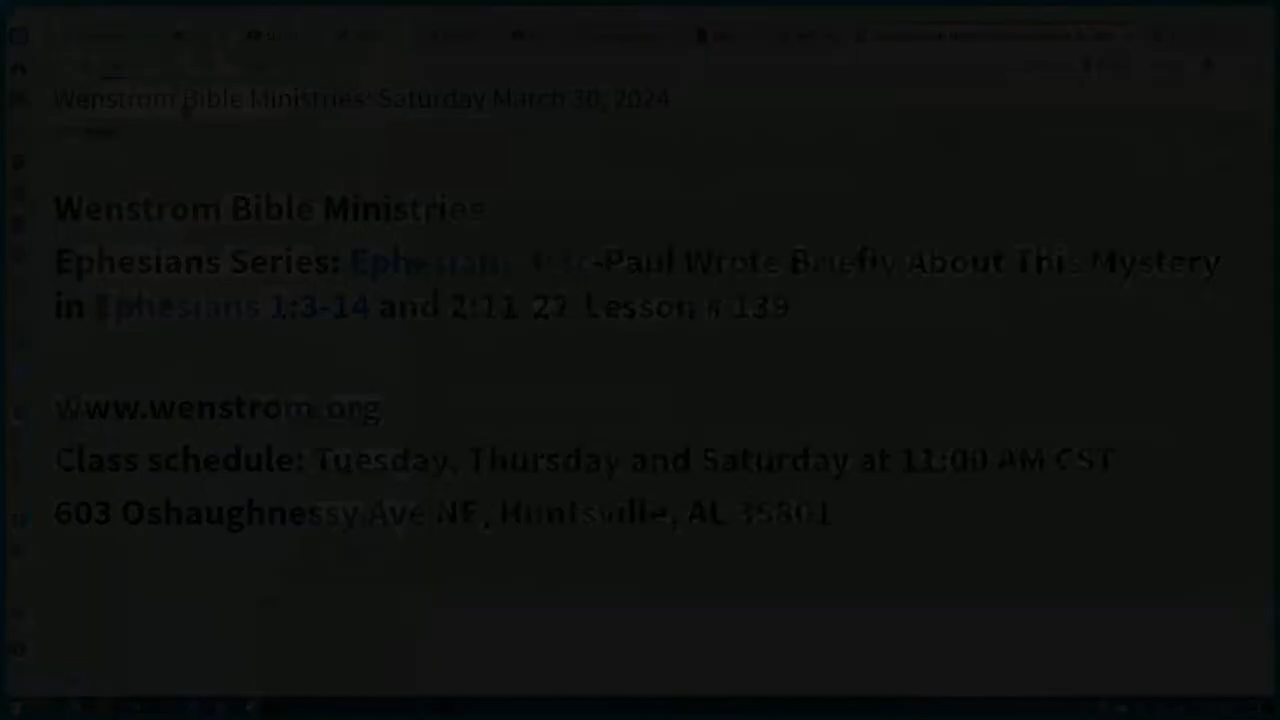 Wenstrom Bible Ministries: Saturday March 30, 2024
Wenstrom Bible Ministries
Ephesians Series: Ephesians -Paul Wrote Briefly About This Mystery
in Ephesians 1:3-14 and 2:11-22 Lesson # 139
www.wenstrom.org
Class schedule: Tuesday, Thursday and Saturday at 11:00 AM CST
603 Oshaughnessy Ave NE, Huntsville, AL 35801